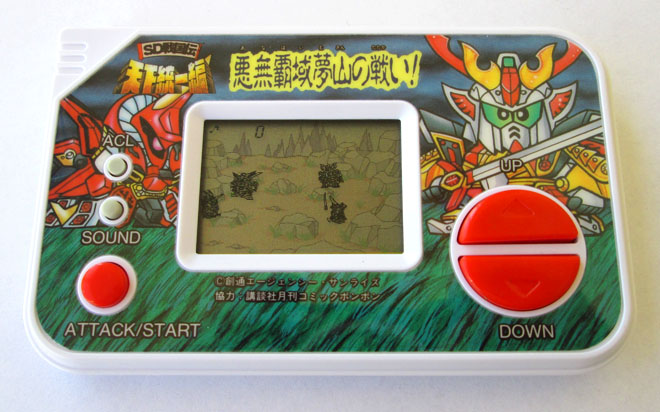 SD戦国伝
天下統一編
悪無覇域夢山の戦い!
ACL
SOUND
UP
©創通エージェンシー・サンライズ
協力・講談社月刊コミックボンボン
ATTACK/START
DOWN